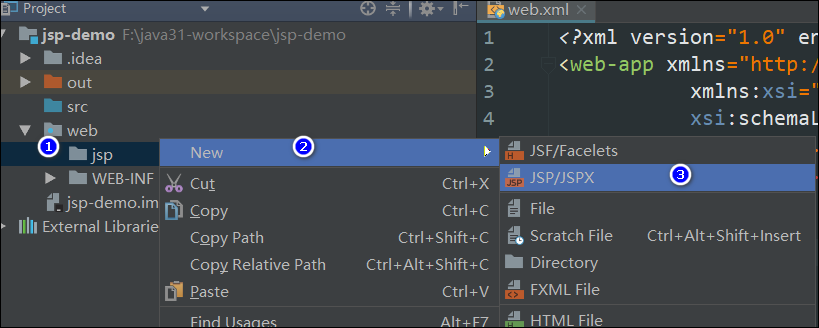 Project
web.xml
jsp-demo F:\java31-workspace\jsp-demo
.idea
out
src
web
jsp
WEB-INF
jsp-demo.im
External Librarie
1
New 2
Cut Ctrl+X
Copy Ctrl+C
Copy Path Ctrl+Shift+C
Copy Relative Path Ctrl+Alt+Shift+C
Paste Ctrl+V
Find Usages Alt+F7
JSF/Facelets
JSP/JSPX 3
File
Scratch File Ctrl+Alt+Shift+Insert
Directory
FXML File
HTML File
1 <?xml version="1.0" en
2 <web-app xmlns="http:/
3 xmlns:xsi="
4 xsi:schemaL